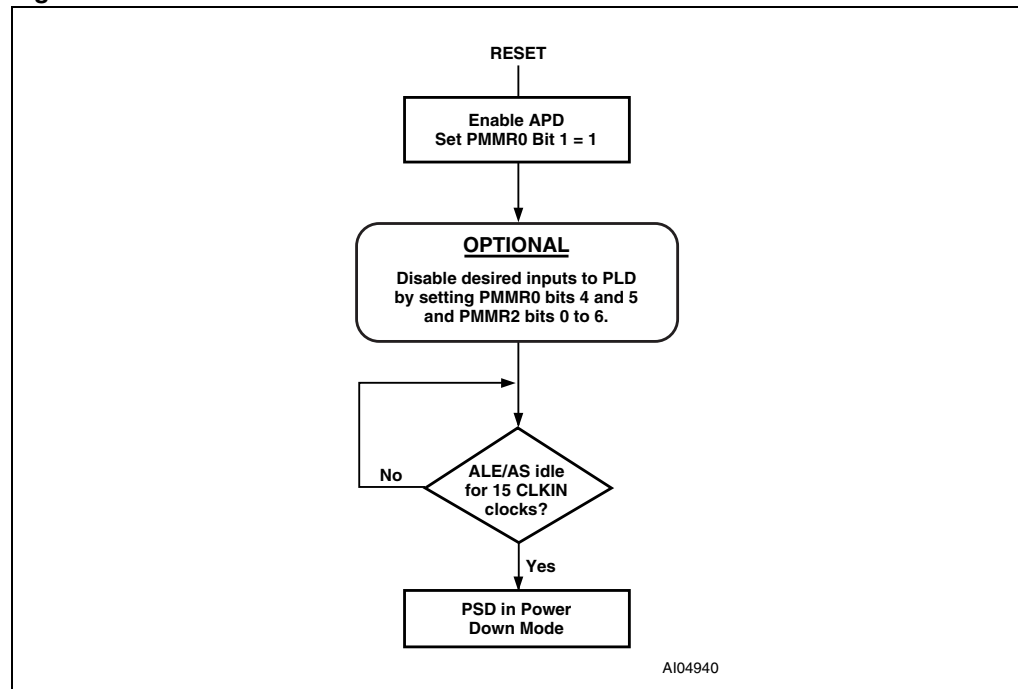 RESET
Enable APD
Set PMMR0 Bit 1 = 1
OPTIONAL
Disable desired inputs to PLD
by setting PMMR0 bits 4 and 5
and PMMR2 bits 0 to 6.
No
ALE/AS idle
for 15 CLKIN
clocks?
Yes
PSD in Power
Down Mode
AI04940